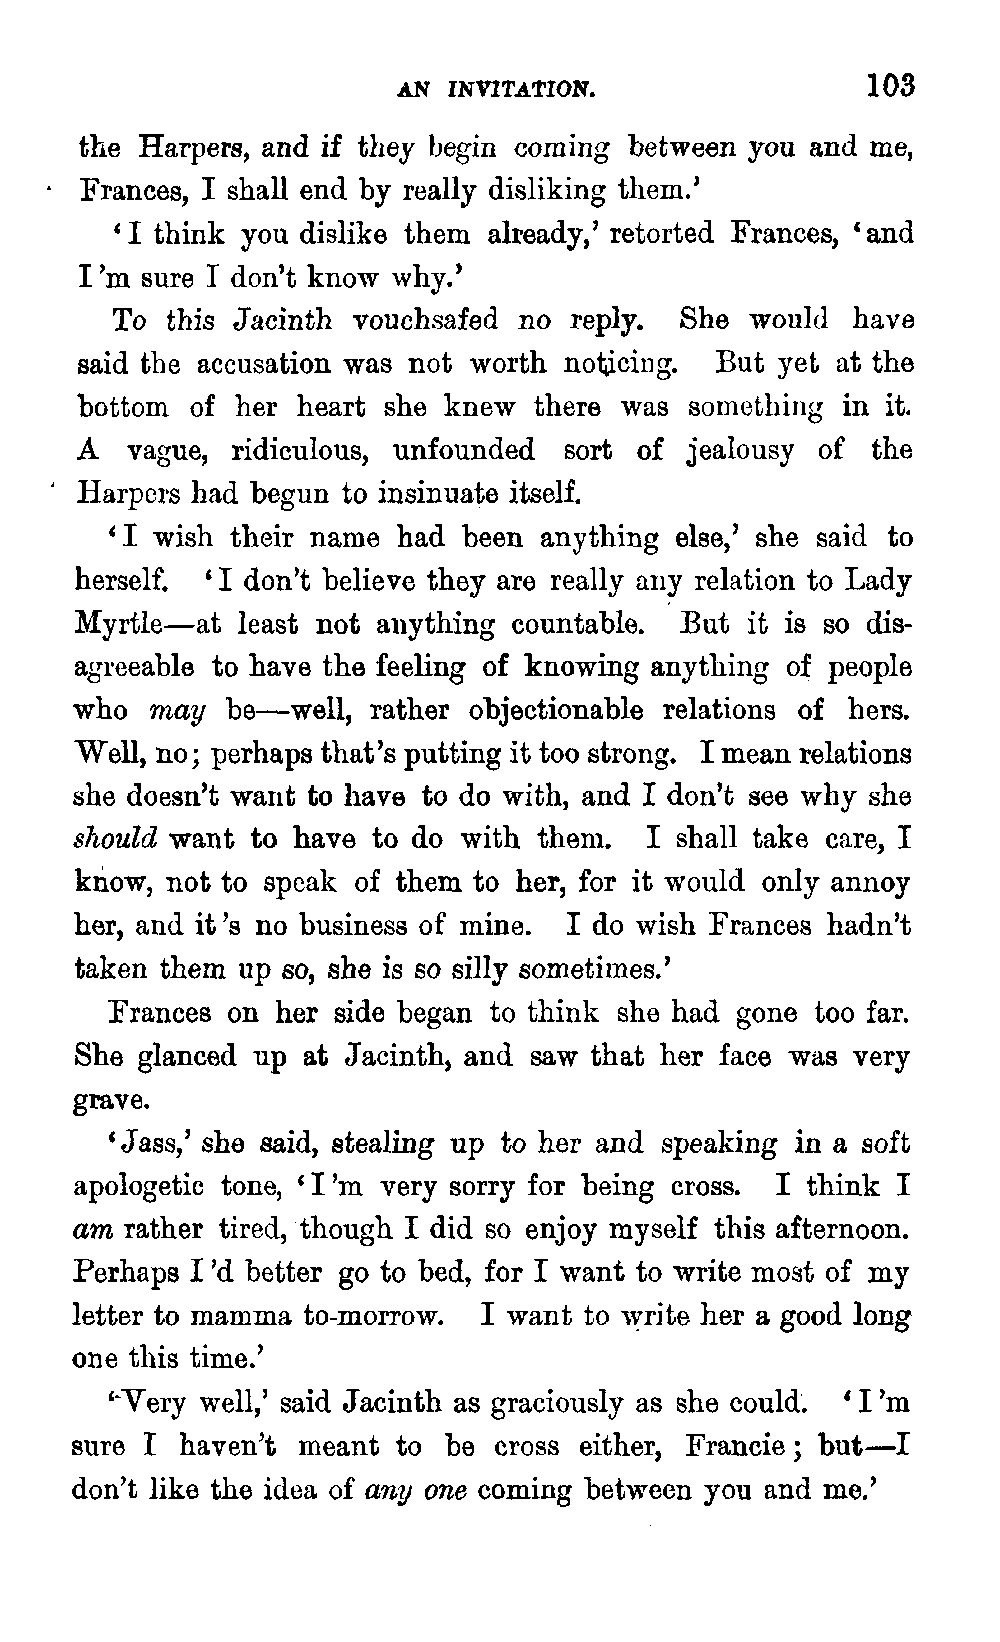 AN INVITATION. 103
the Harpers, and if they begin coming between you and me,
Frances, I shall end by really disliking them.’
‘I think you dislike them already,’ retorted Frances, ‘and
I’m sure I don’t know why.’
To this Jacinth vouchsafed no reply. She would have
said the accusation was not worth noticing. But yet at the
bottom of her heart she knew there was something in it.
A vague, ridiculous, unfounded sort of jealousy of the
Harpers had begun to insinuate itself.
‘I wish their name had been anything else,’ she said to
herself. ‘I don’t believe they are really any relation to Lady
Myrtle—at least not anything countable. But it is so dis-
agreeable to have the feeling of knowing anything of people
who may be—well, rather objectionable relations of hers.
Well, no; perhaps that’s putting it too strong. I mean relations
she doesn’t want to have to do with, and I don’t see why she
should want to have to do with them. I shall take care, I
know, not to speak of them to her, for it would only annoy
her, and it’s no business of mine. I do wish Frances hadn’t
taken them up so, she is so silly sometimes.’
Frances on her side began to think she had gone too far.
She glanced up at Jacinth, and saw that her face was very
grave.
‘Jass,’ she said, stealing up to her and speaking in a soft
apologetic tone, ‘I’m very sorry for being cross. I think I
am rather tired, though I did so enjoy myself this afternoon.
Perhaps I’d better go to bed, for I want to write most of my
letter to mamma to-morrow. I want to write her a good long
one this time.’
‘Very well,’ said Jacinth as graciously as she could. ‘I’m
sure I haven’t meant to be cross either, Francie; but—I
don’t like the idea of any one coming between you and me.’